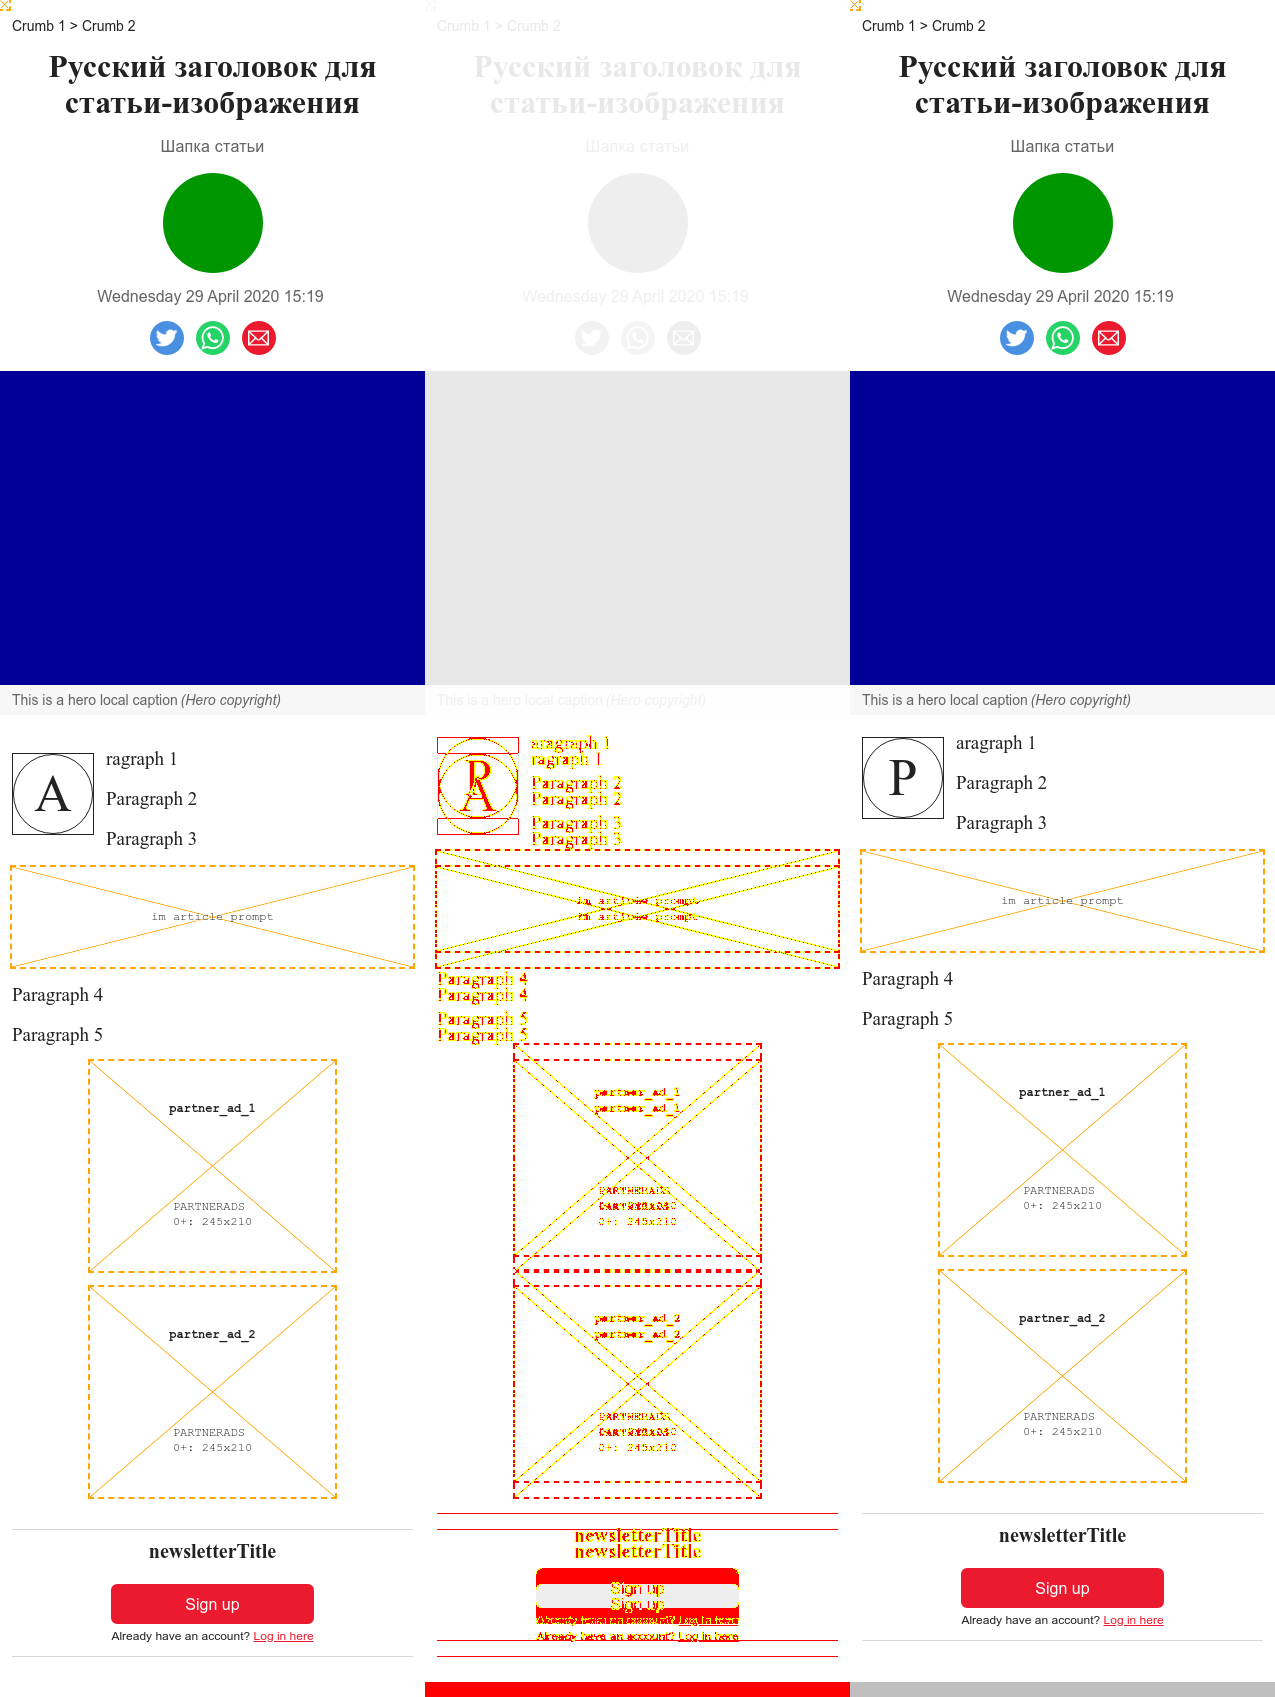 Crumb 1 > Crumb 2
Русский заголовок для
статьи-изображения
Шапка статьи
Wednesday 29 April 2020 15:19
This is a hero local caption (Hero copyright)
A
ragraph 1
Paragraph 2
Paragraph 3
im article prompt
Paragraph 4
Paragraph 5
partner_ad_1
PARTNERADS
0+: 245x210
partner_ad_2
PARTNERADS
0+: 245x210
newsletterTitle
Sign up
Already have an account? Log in here
Crumb 1 > Crumb 2
Русский заголовок для
статьи-изображения
Шапка статьи
Wednesday 29 April 2020 15:19
This is a hero local caption (Hero copyright)
P
A
aragraph 1
ragraph 1
Paragraph 2
Paragraph 2
Paragraph 3
Paragraph 3
im article prompt
im article prompt
Paragraph 4
Paragraph 4
Paragraph 5
Paragraph 5
partner_ad_1
partner_ad_1
PARTNERADS
0+: 245x210
partner_ad_2
partner_ad_2
PARTNERADS
0+: 245x210
newsletterTitle
newsletterTitle
Sign up
Sign up
Already have an account? Log in here
Already have an account? Log in here
Crumb 1 > Crumb 2
Русский заголовок для
статьи-изображения
Шапка статьи
Wednesday 29 April 2020 15:19
This is a hero local caption (Hero copyright)
P
aragraph 1
Paragraph 2
Paragraph 3
im article prompt
Paragraph 4
Paragraph 5
partner_ad_1
PARTNERADS
0+: 245x210
partner_ad_2
PARTNERADS
0+: 245x210
newsletterTitle
Sign up
Already have an account? Log in here